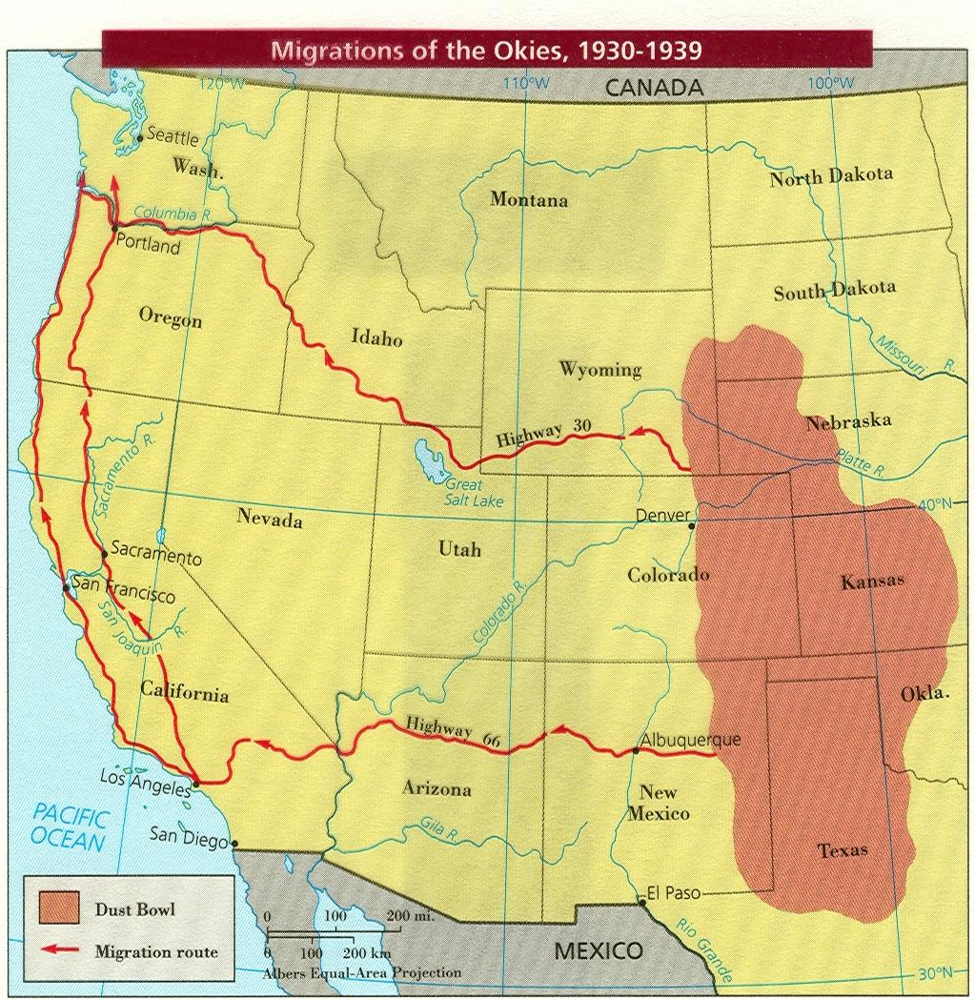 Migrations of the Okies, 1930-1939
120°W
110°W
CANADA
100°W
Seattle
Wash.
Montana
North Dakota
Columbia R.
Portland
Oregon
Idaho
South Dakota
Wyoming
Missouri R.
Nebraska
Highway 30
Platte R.
Sacramento R.
Great
Salt Lake
40°N
Nevada
Denver
Utah
Sacramento
Colorado
Kansas
San Francisco
San Joaquin R.
Colorado R.
California
Okla.
Highway 66
Albuquerque
Los Angeles
Arizona
New
Mexico
PACIFIC
OCEAN
San Diego
Gila R.
Texas
El Paso
Dust Bowl
Migration route
0 100 200 mi.
0 100 200 km
Albers Equal-Area Projection
MEXICO
Rio Grande
30°N